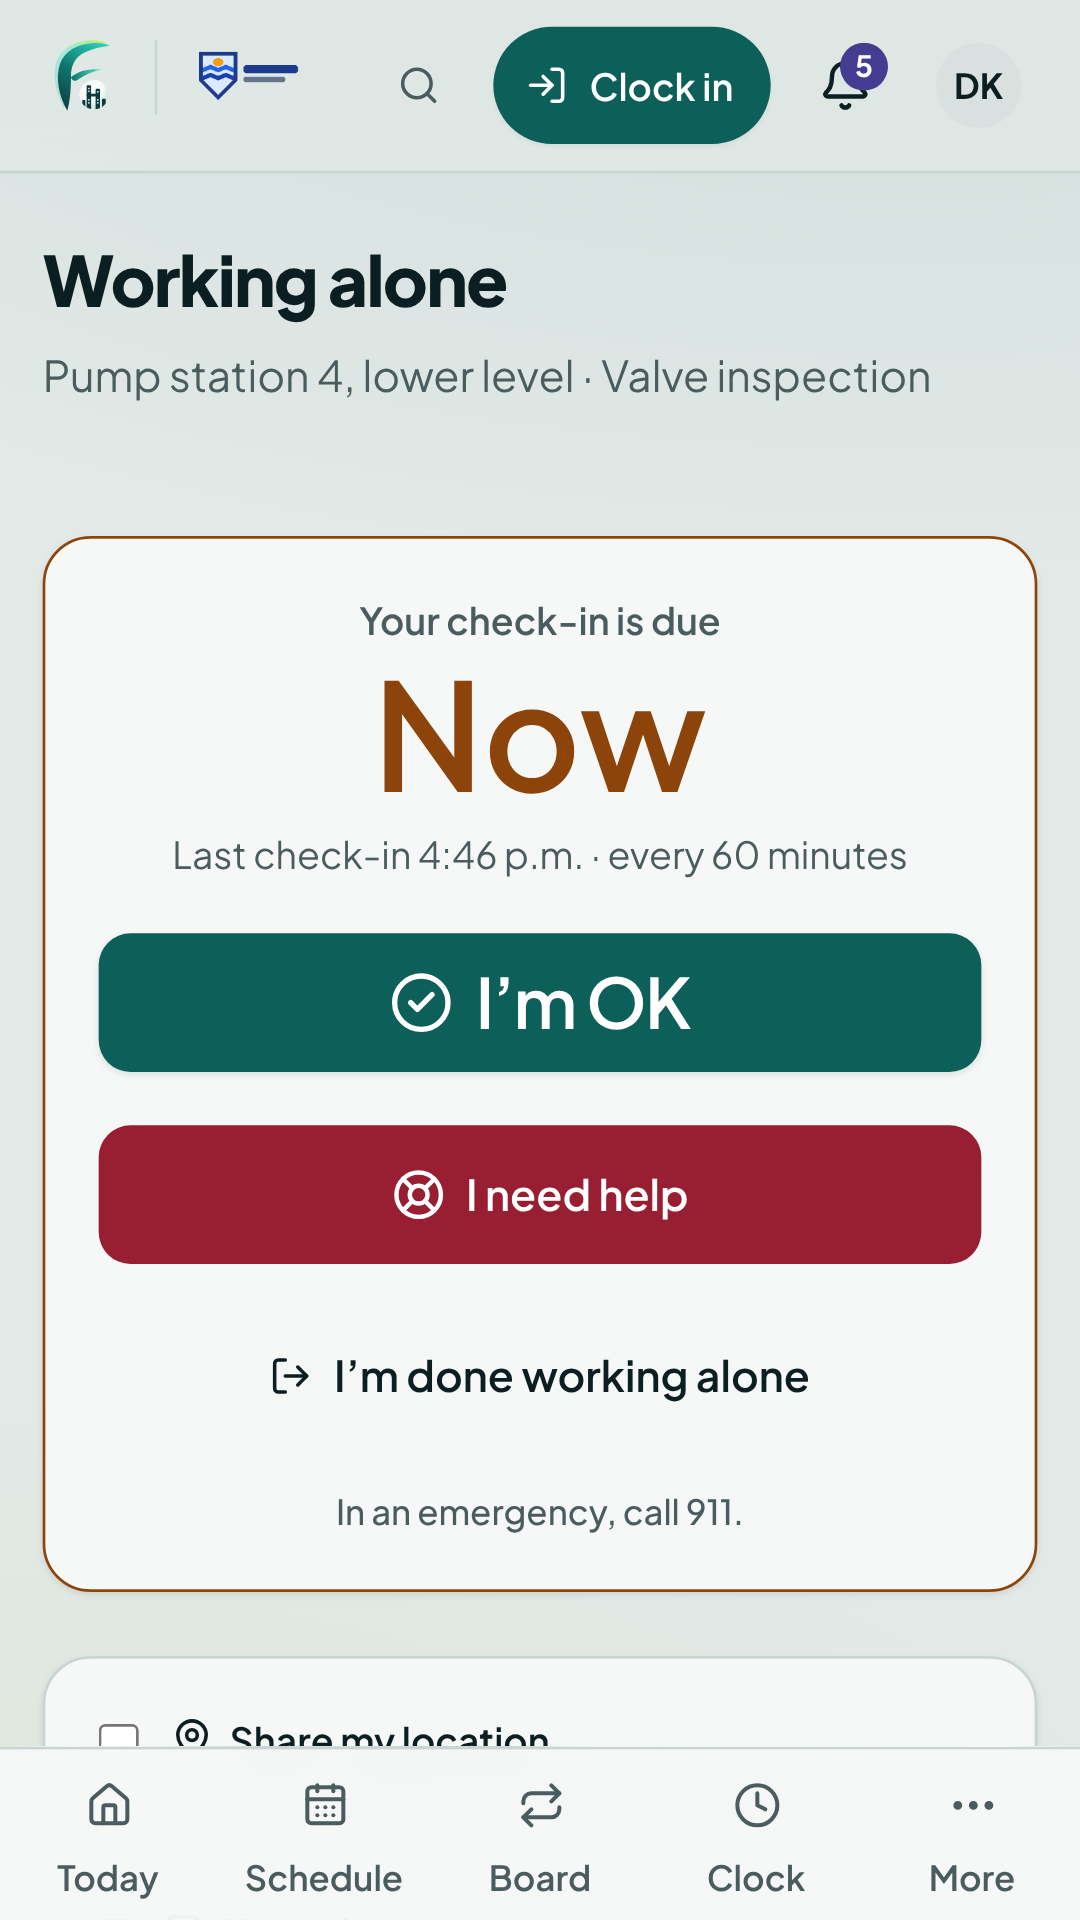 Clock in
5
DK
Working alone
Pump station 4, lower level · Valve inspection
Your check-in is due
Now
Last check-in 4:46 p.m. · every 60 minutes
I’m OK
I need help
I’m done working alone
In an emergency, call 911.
Share my location
Today
Schedule
Board
Clock
More